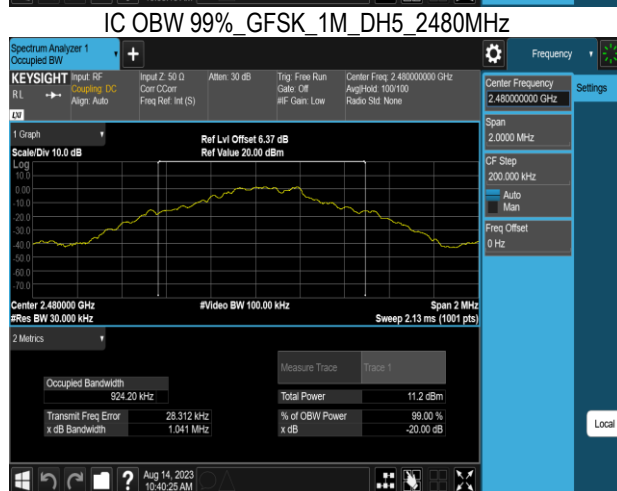 IC OBW 99%_GFSK_1M_DH5_2480MHz
Spectrum Analyzer 1
Occupied BW
+
Frequency
KEYSIGHT
Input: RF
Input Z: 50 Ω
Atten: 30 dB
Trig: Free Run
Center Freq: 2.480000000 GHz
RL
Coupling: DC
Corr CCorr
Gate: Off
Avg|Hold: 100/100
Align: Auto
Freq Ref: Int (S)
#IF Gain: Low
Radio Std: None
LXI
Center Frequency
2.480000000 GHz
Settings
Span
2.0000 MHz
CF Step
200.000 kHz
Auto
Man
Freq Offset
0 Hz
Local
1 Graph
Ref Lvl Offset 6.37 dB
Scale/Div 10.0 dB
Ref Value 20.00 dBm
Log
10.0
0.00
-10.0
-20.0
-30.0
-40.0
-50.0
-60.0
-70.0
Center 2.480000 GHz
#Video BW 100.00 kHz
Span 2 MHz
#Res BW 30.000 kHz
Sweep 2.13 ms (1001 pts)
2 Metrics
Measure Trace
Trace 1
Occupied Bandwidth
924.20 kHz
Total Power
11.2 dBm
Transmit Freq Error
28.312 kHz
% of OBW Power
99.00 %
x dB Bandwidth
1.041 MHz
x dB
-20.00 dB
?
Aug 14, 2023
10:40:25 AM